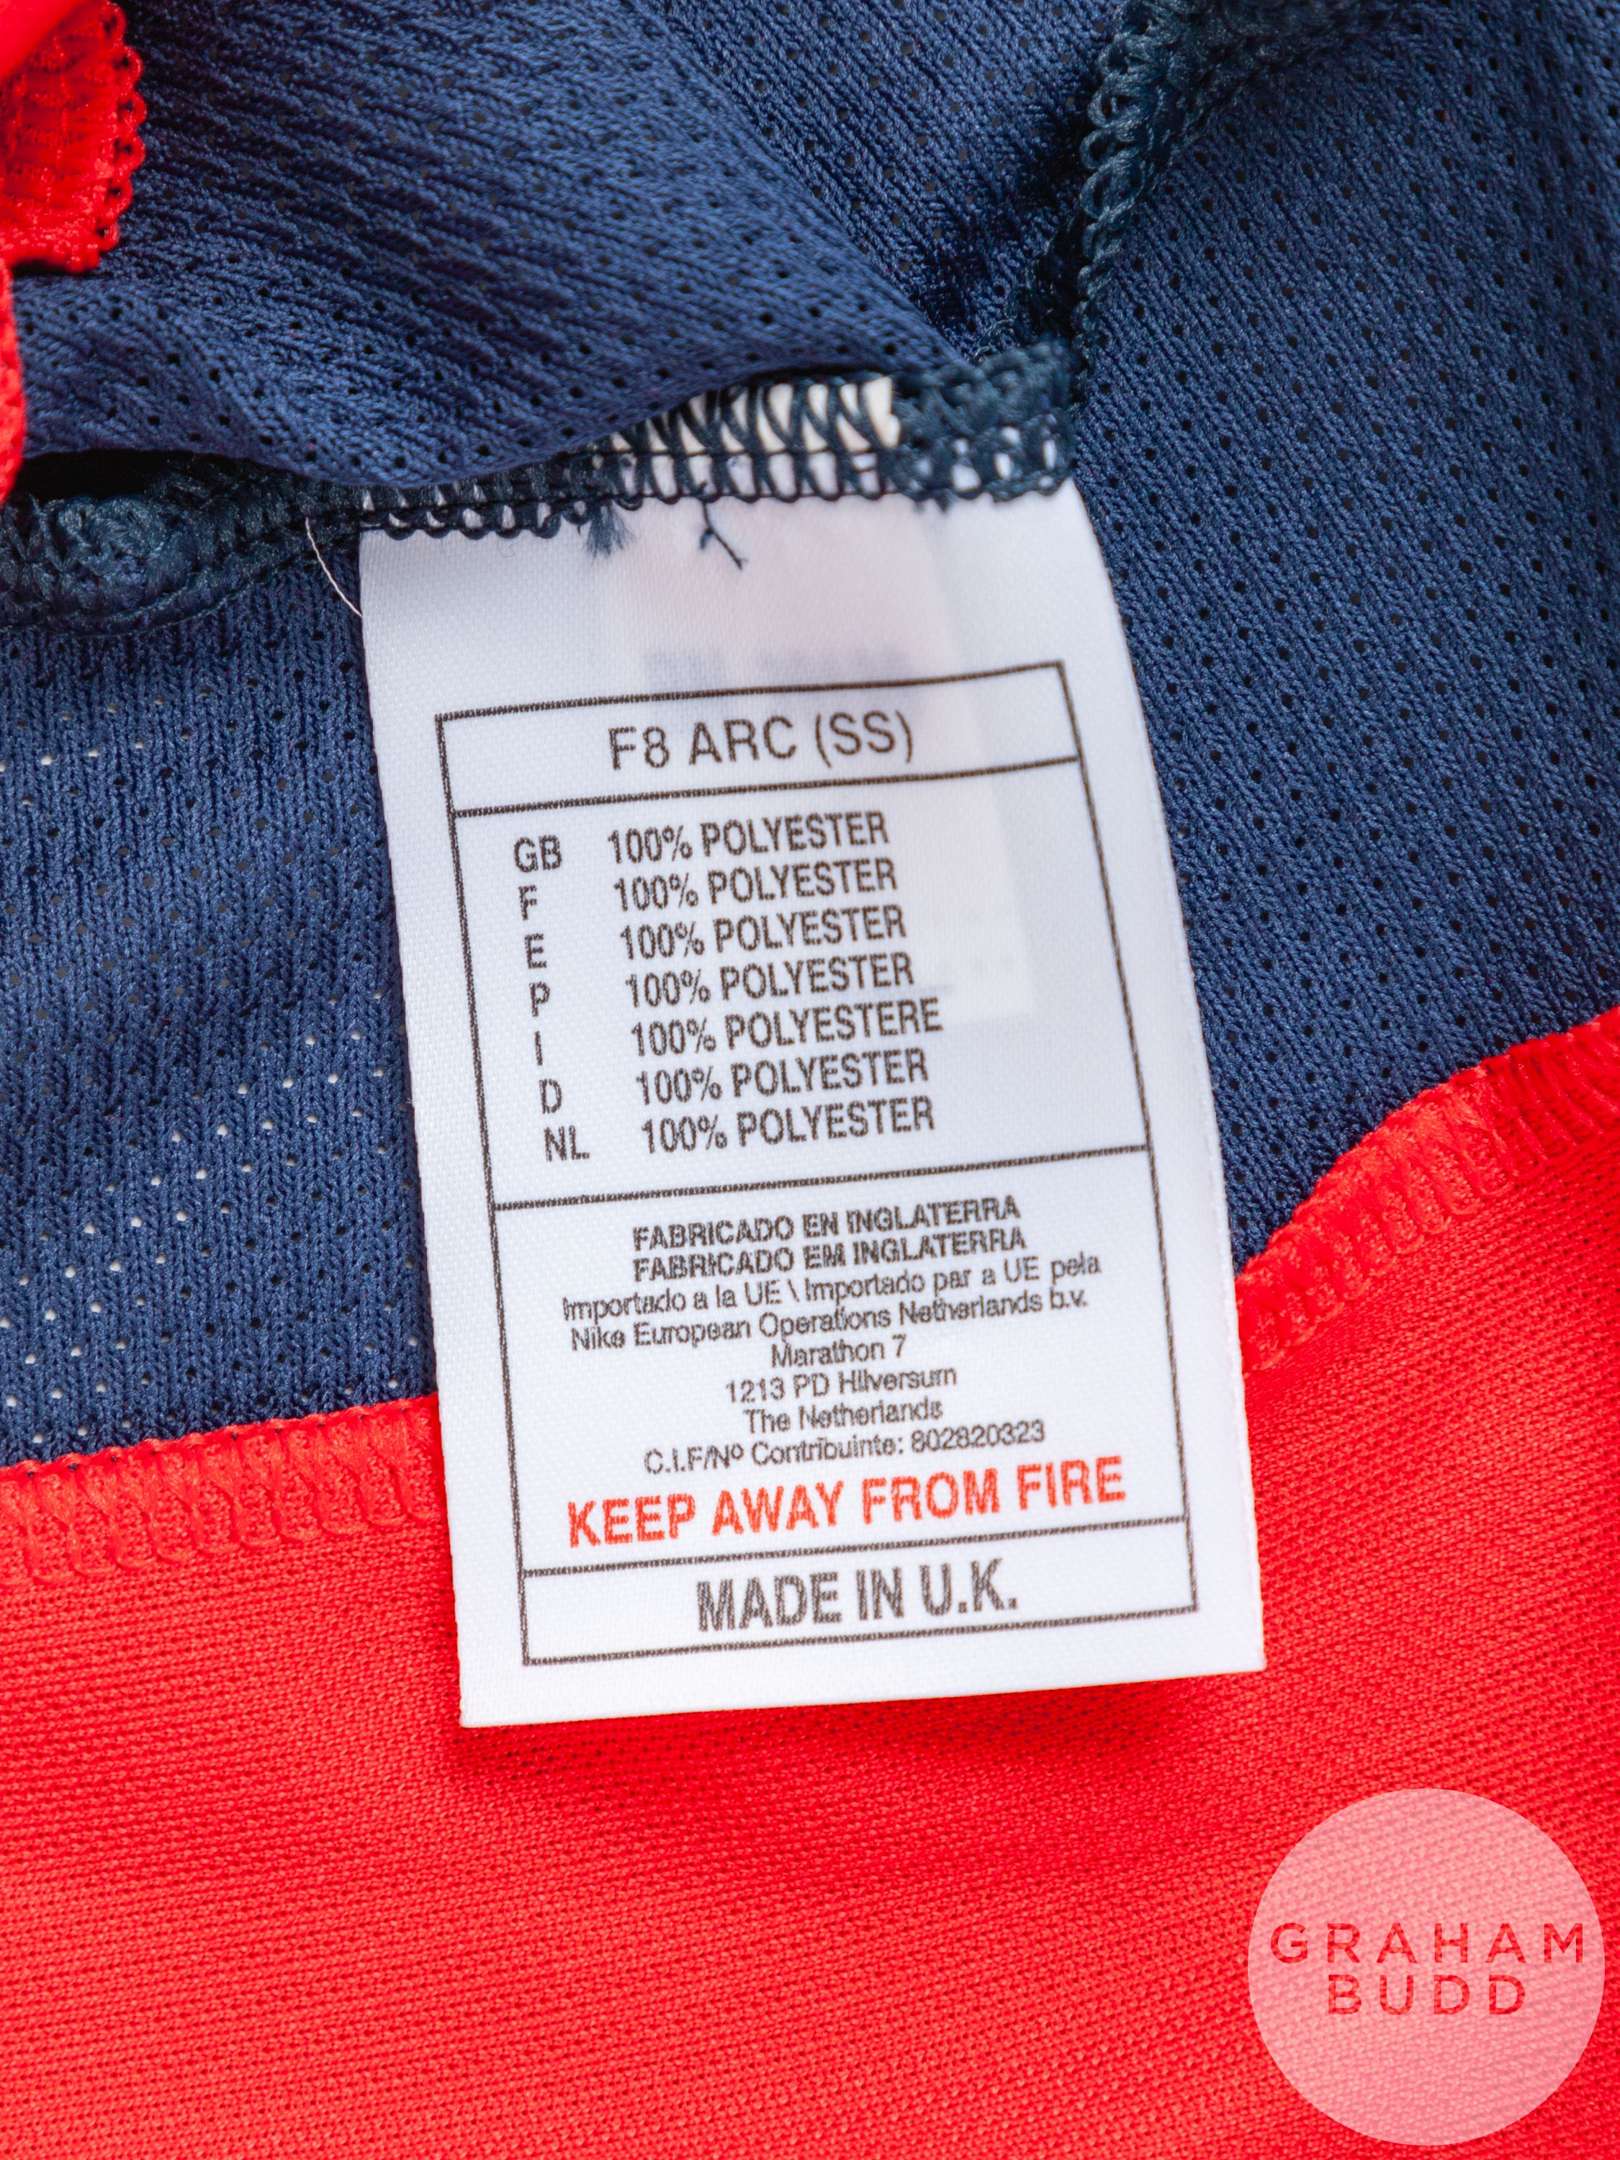 F8 ARC (SS)
GB 100% POLYESTER
F 100% POLYESTER
E 100% POLYESTER
P 100% POLYESTER
I 100% POLYESTERE
D 100% POLYESTER
NL 100% POLYESTER
FABRICADO EN INGLATERRA
FABRICADO EM INGLATERRA
Importado a la UE \ Importado par a UE pela
Nike European Operations Netherlands b.v.
Marathon 7
1213 PD Hilversum
The Netherlands
C.I.F/Nº Contribuinte: 802820323
KEEP AWAY FROM FIRE
MADE IN U.K.
GRAHAM
BUDD